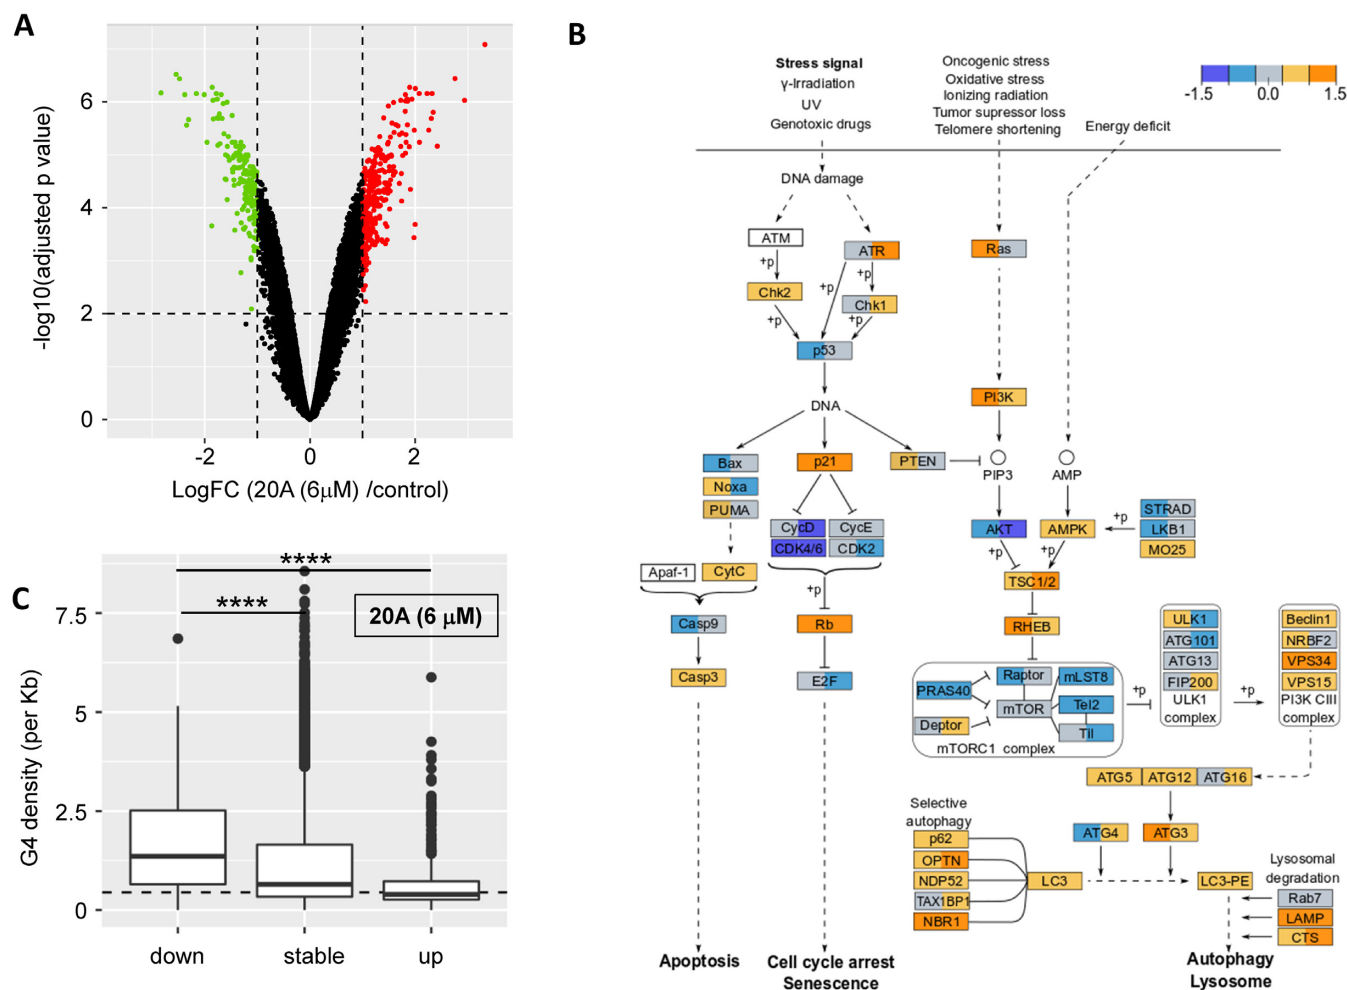 A
-log10(adjusted p value)
6
4
2
0
-2
0
2
LogFC (20A (6µM) /control)
B
Stress signal
γ-Irradiation
UV
Genotoxic drugs
Oncogenic stress
Oxidative stress
Ionizing radiation
Tumor supressor loss
Telomere shortening
Energy deficit
-1.5
0.0
1.5
DNA damage
ATM
ATR
Ras
+p
+p
+p
Chk2
Chk1
+p
+p
p53
PI3K
DNA
Bax
p21
PTEN
PIP3
AMP
Noxa
PUMA
CycD
CycE
CDK4/6
CDK2
AKT
AMPK
+p
STRAD
LKB1
MO25
+p
+p
Apaf-1
CytC
TSC1/2
+p
Casp9
Rb
RHEB
Casp3
E2F
PRAS40
Deptor
Raptor
mTOR
mLST8
Tel2
Til
mTORC1 complex
+p
ULK1
ATG101
ATG13
FIP200
ULK1
complex
+p
Beclin1
NRBF2
VPS34
VPS15
PI3K CIII
complex
ATG5
ATG12
ATG16
Selective
autophagy
p62
OPTN
NDP52
TAX1BP1
NBR1
LC3
ATG4
ATG3
LC3-PE
Lysosomal
degradation
Rab7
LAMP
CTS
Apoptosis
Cell cycle arrest
Senescence
Autophagy
Lysosome
C
G4 density (per Kb)
7.5
5
2.5
0
****
****
20A (6 µM)
down
stable
up